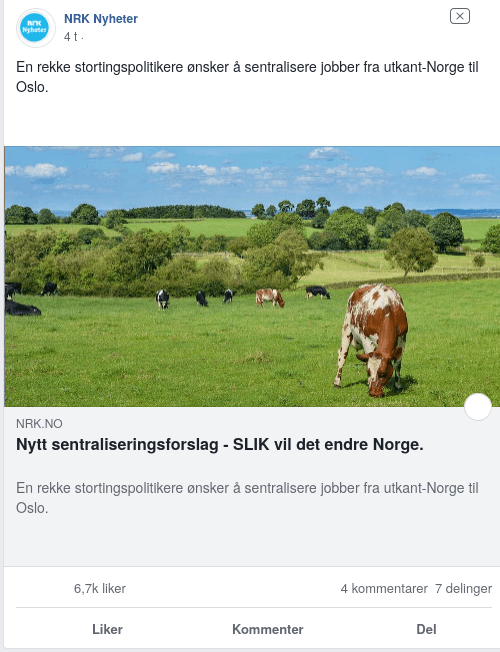 NRK
Nyheter
NRK Nyheter
4 t ·
En rekke stortingspolitikere ønsker å sentralisere jobber fra utkant-Norge til
Oslo.
NRK.NO
Nytt sentraliseringsforslag - SLIK vil det endre Norge.
En rekke stortingspolitikere ønsker å sentralisere jobber fra utkant-Norge til
Oslo.
6,7k liker 4 kommentarer 7 delinger
Liker Kommenter Del